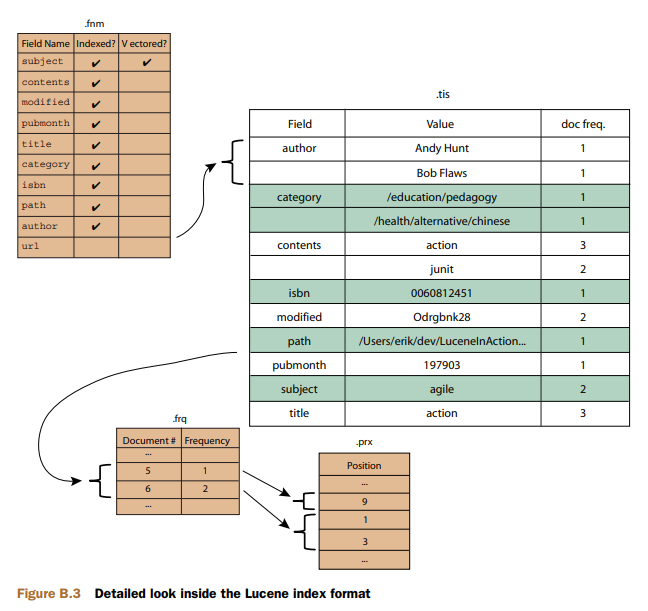 .fnm
Field Name Indexed? Vectored?
subject ✔ ✔
contents ✔
modified ✔
pubmonth ✔
title ✔
category ✔
isbn ✔
path ✔
author ✔
url
.tis
Field Value doc freq.
author Andy Hunt 1
Bob Flaws 1
category /education/pedagogy 1
/health/alternative/chinese 1
contents action 3
junit 2
isbn 0060812451 1
modified Odrgbnk28 2
path /Users/erik/dev/LuceneInAction... 1
pubmonth 197903 1
subject agile 2
title action 3
.frq
Document # Frequency
...
5 1
6 2
...
.prx
Position
...
9
1
3
...
Figure B.3 Detailed look inside the Lucene index format